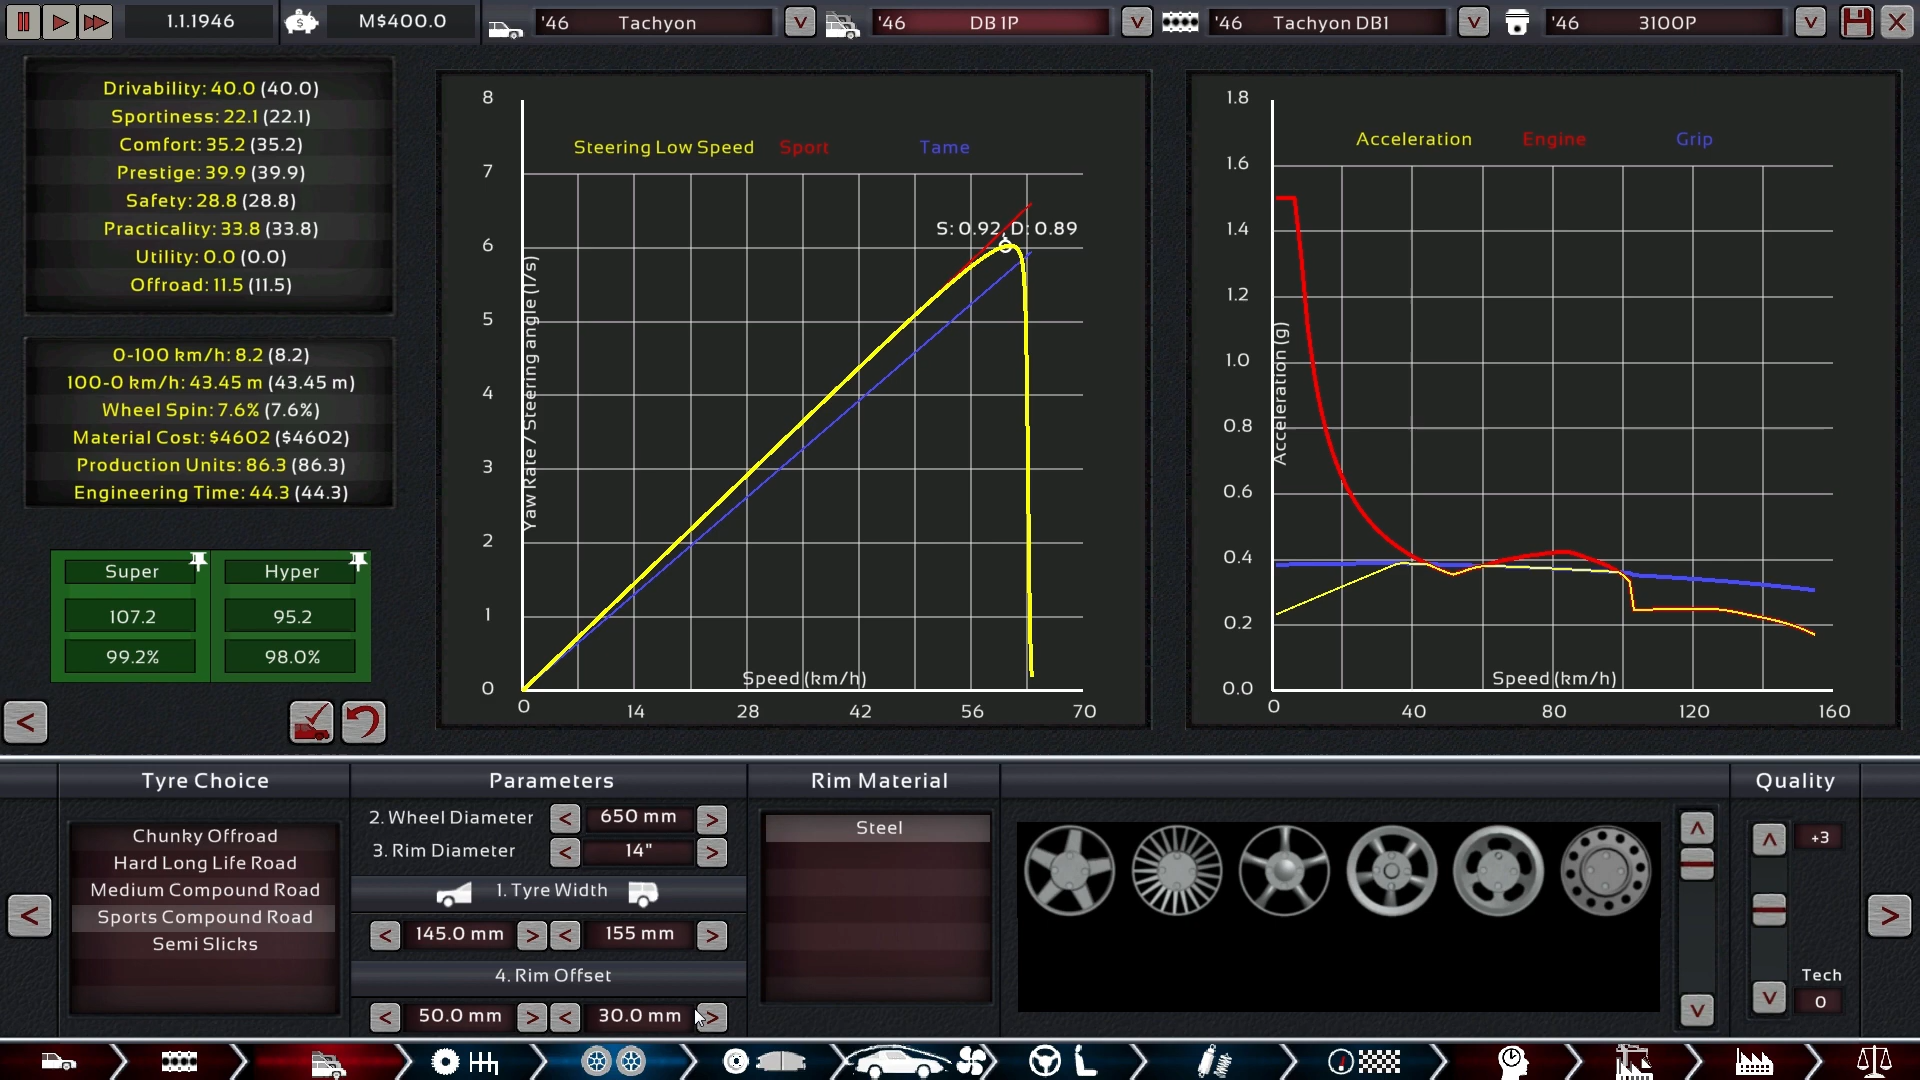 1.1.1946
M$400.0
'46 Tachyon V
'46 DB 1P V
'46 Tachyon DB1 V
'46 3100P V
Drivability: 40.0 (40.0)
Sportiness: 22.1 (22.1)
Comfort: 35.2 (35.2)
Prestige: 39.9 (39.9)
Safety: 28.8 (28.8)
Practicality: 33.8 (33.8)
Utility: 0.0 (0.0)
Offroad: 11.5 (11.5)
0-100 km/h: 8.2 (8.2)
100-0 km/h: 43.45 m (43.45 m)
Wheel Spin: 7.6% (7.6%)
Material Cost: $4602 ($4602)
Production Units: 86.3 (86.3)
Engineering Time: 44.3 (44.3)
Super Hyper
107.2 95.2
99.2% 98.0%
Steering Low Speed Sport Tame
S: 0.92, D: 0.89
8
7
6
5
4
3
2
1
0
Yaw Rate / Steering angle (1/s)
Speed (km/h)
0 14 28 42 56 70
Acceleration Engine Grip
1.8
1.6
1.4
1.2
1.0
0.8
0.6
0.4
0.2
0.0
Acceleration (g)
Speed (km/h)
0 40 80 120 160
Tyre Choice
Chunky Offroad
Hard Long Life Road
Medium Compound Road
Sports Compound Road
Semi Slicks
Parameters
2. Wheel Diameter < 650 mm >
3. Rim Diameter < 14" >
1. Tyre Width
< 145.0 mm > < 155 mm >
4. Rim Offset
< 50.0 mm > < 30.0 mm >
Rim Material
Steel
Quality
+3
Tech
0